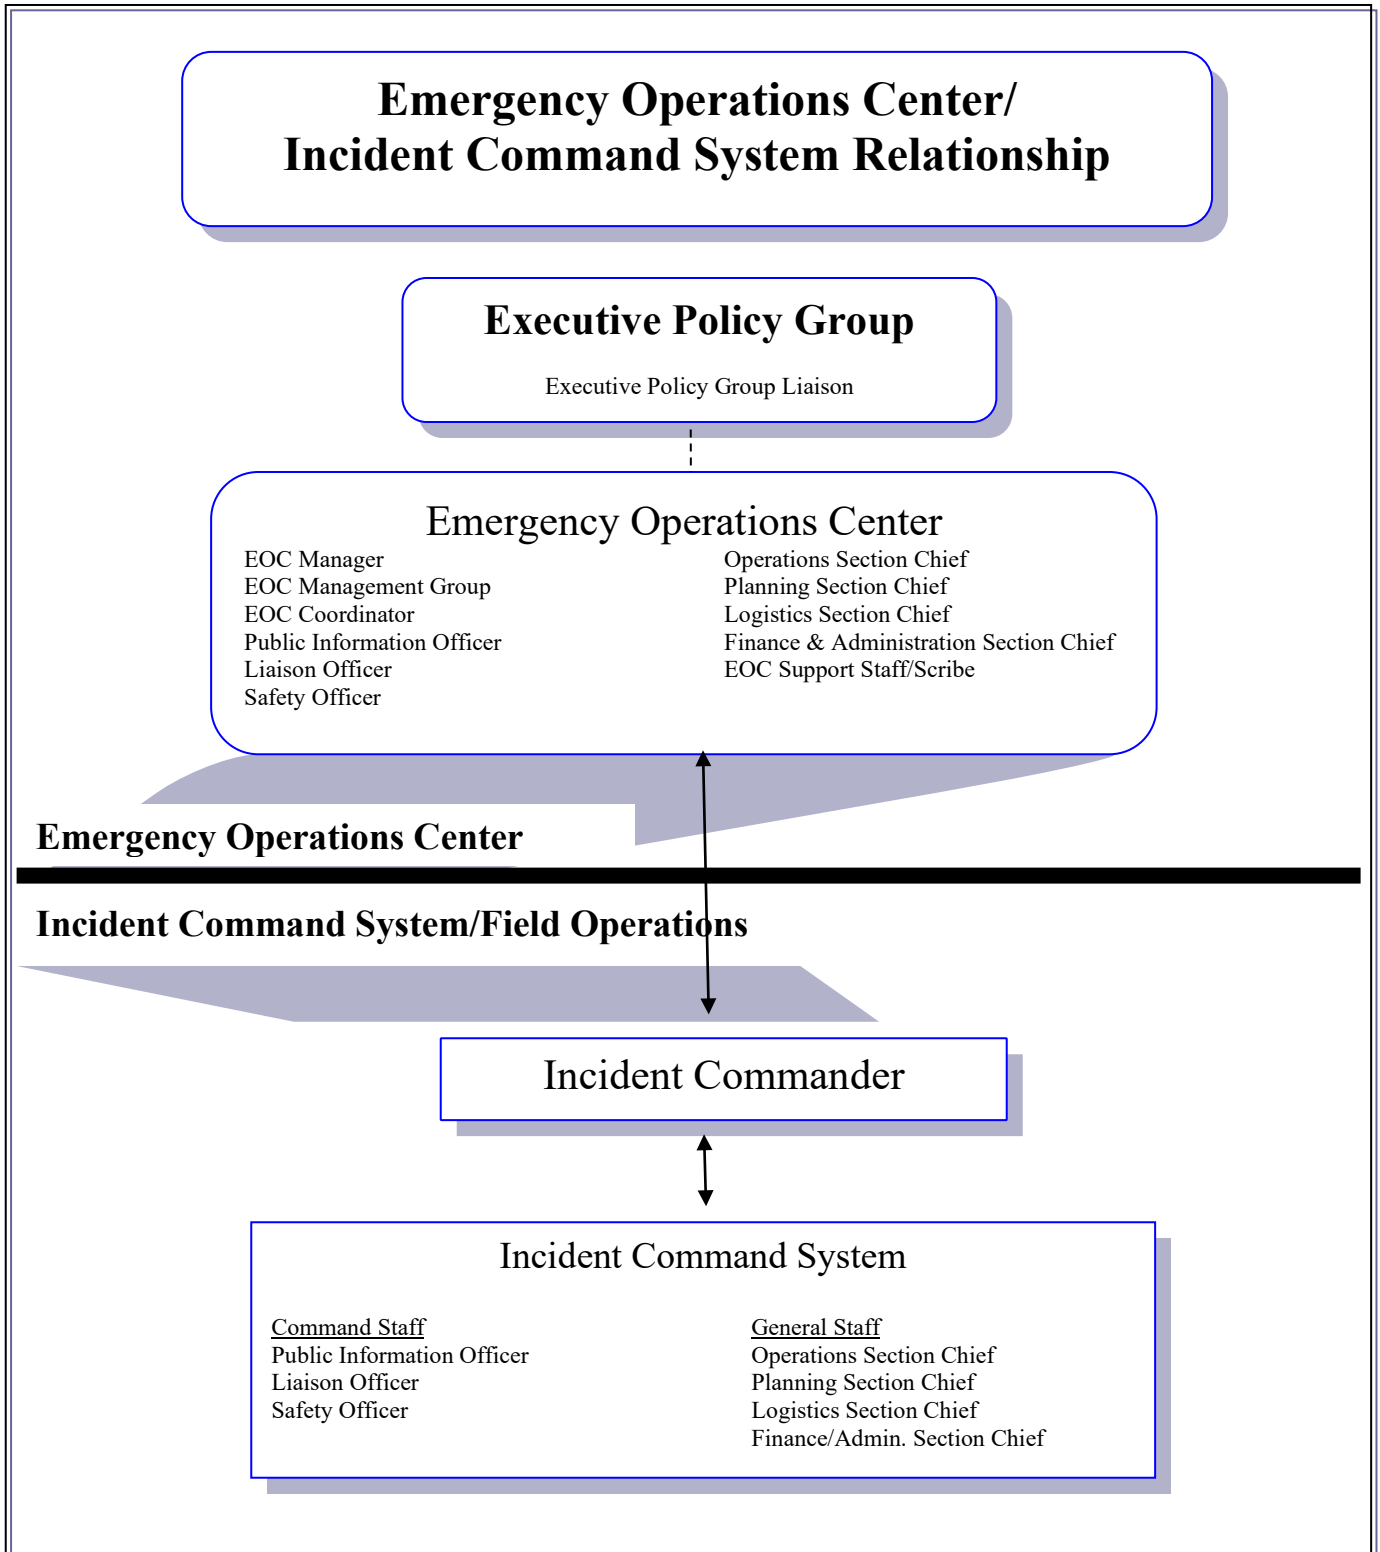 Emergency Operations Center/
Incident Command System Relationship
Executive Policy Group
Executive Policy Group Liaison
Emergency Operations Center
EOC Manager
EOC Management Group
EOC Coordinator
Public Information Officer
Liaison Officer
Safety Officer
Operations Section Chief
Planning Section Chief
Logistics Section Chief
Finance & Administration Section Chief
EOC Support Staff/Scribe
Emergency Operations Center
Incident Command System/Field Operations
Incident Commander
Incident Command System
Command Staff
Public Information Officer
Liaison Officer
Safety Officer
General Staff
Operations Section Chief
Planning Section Chief
Logistics Section Chief
Finance/Admin. Section Chief